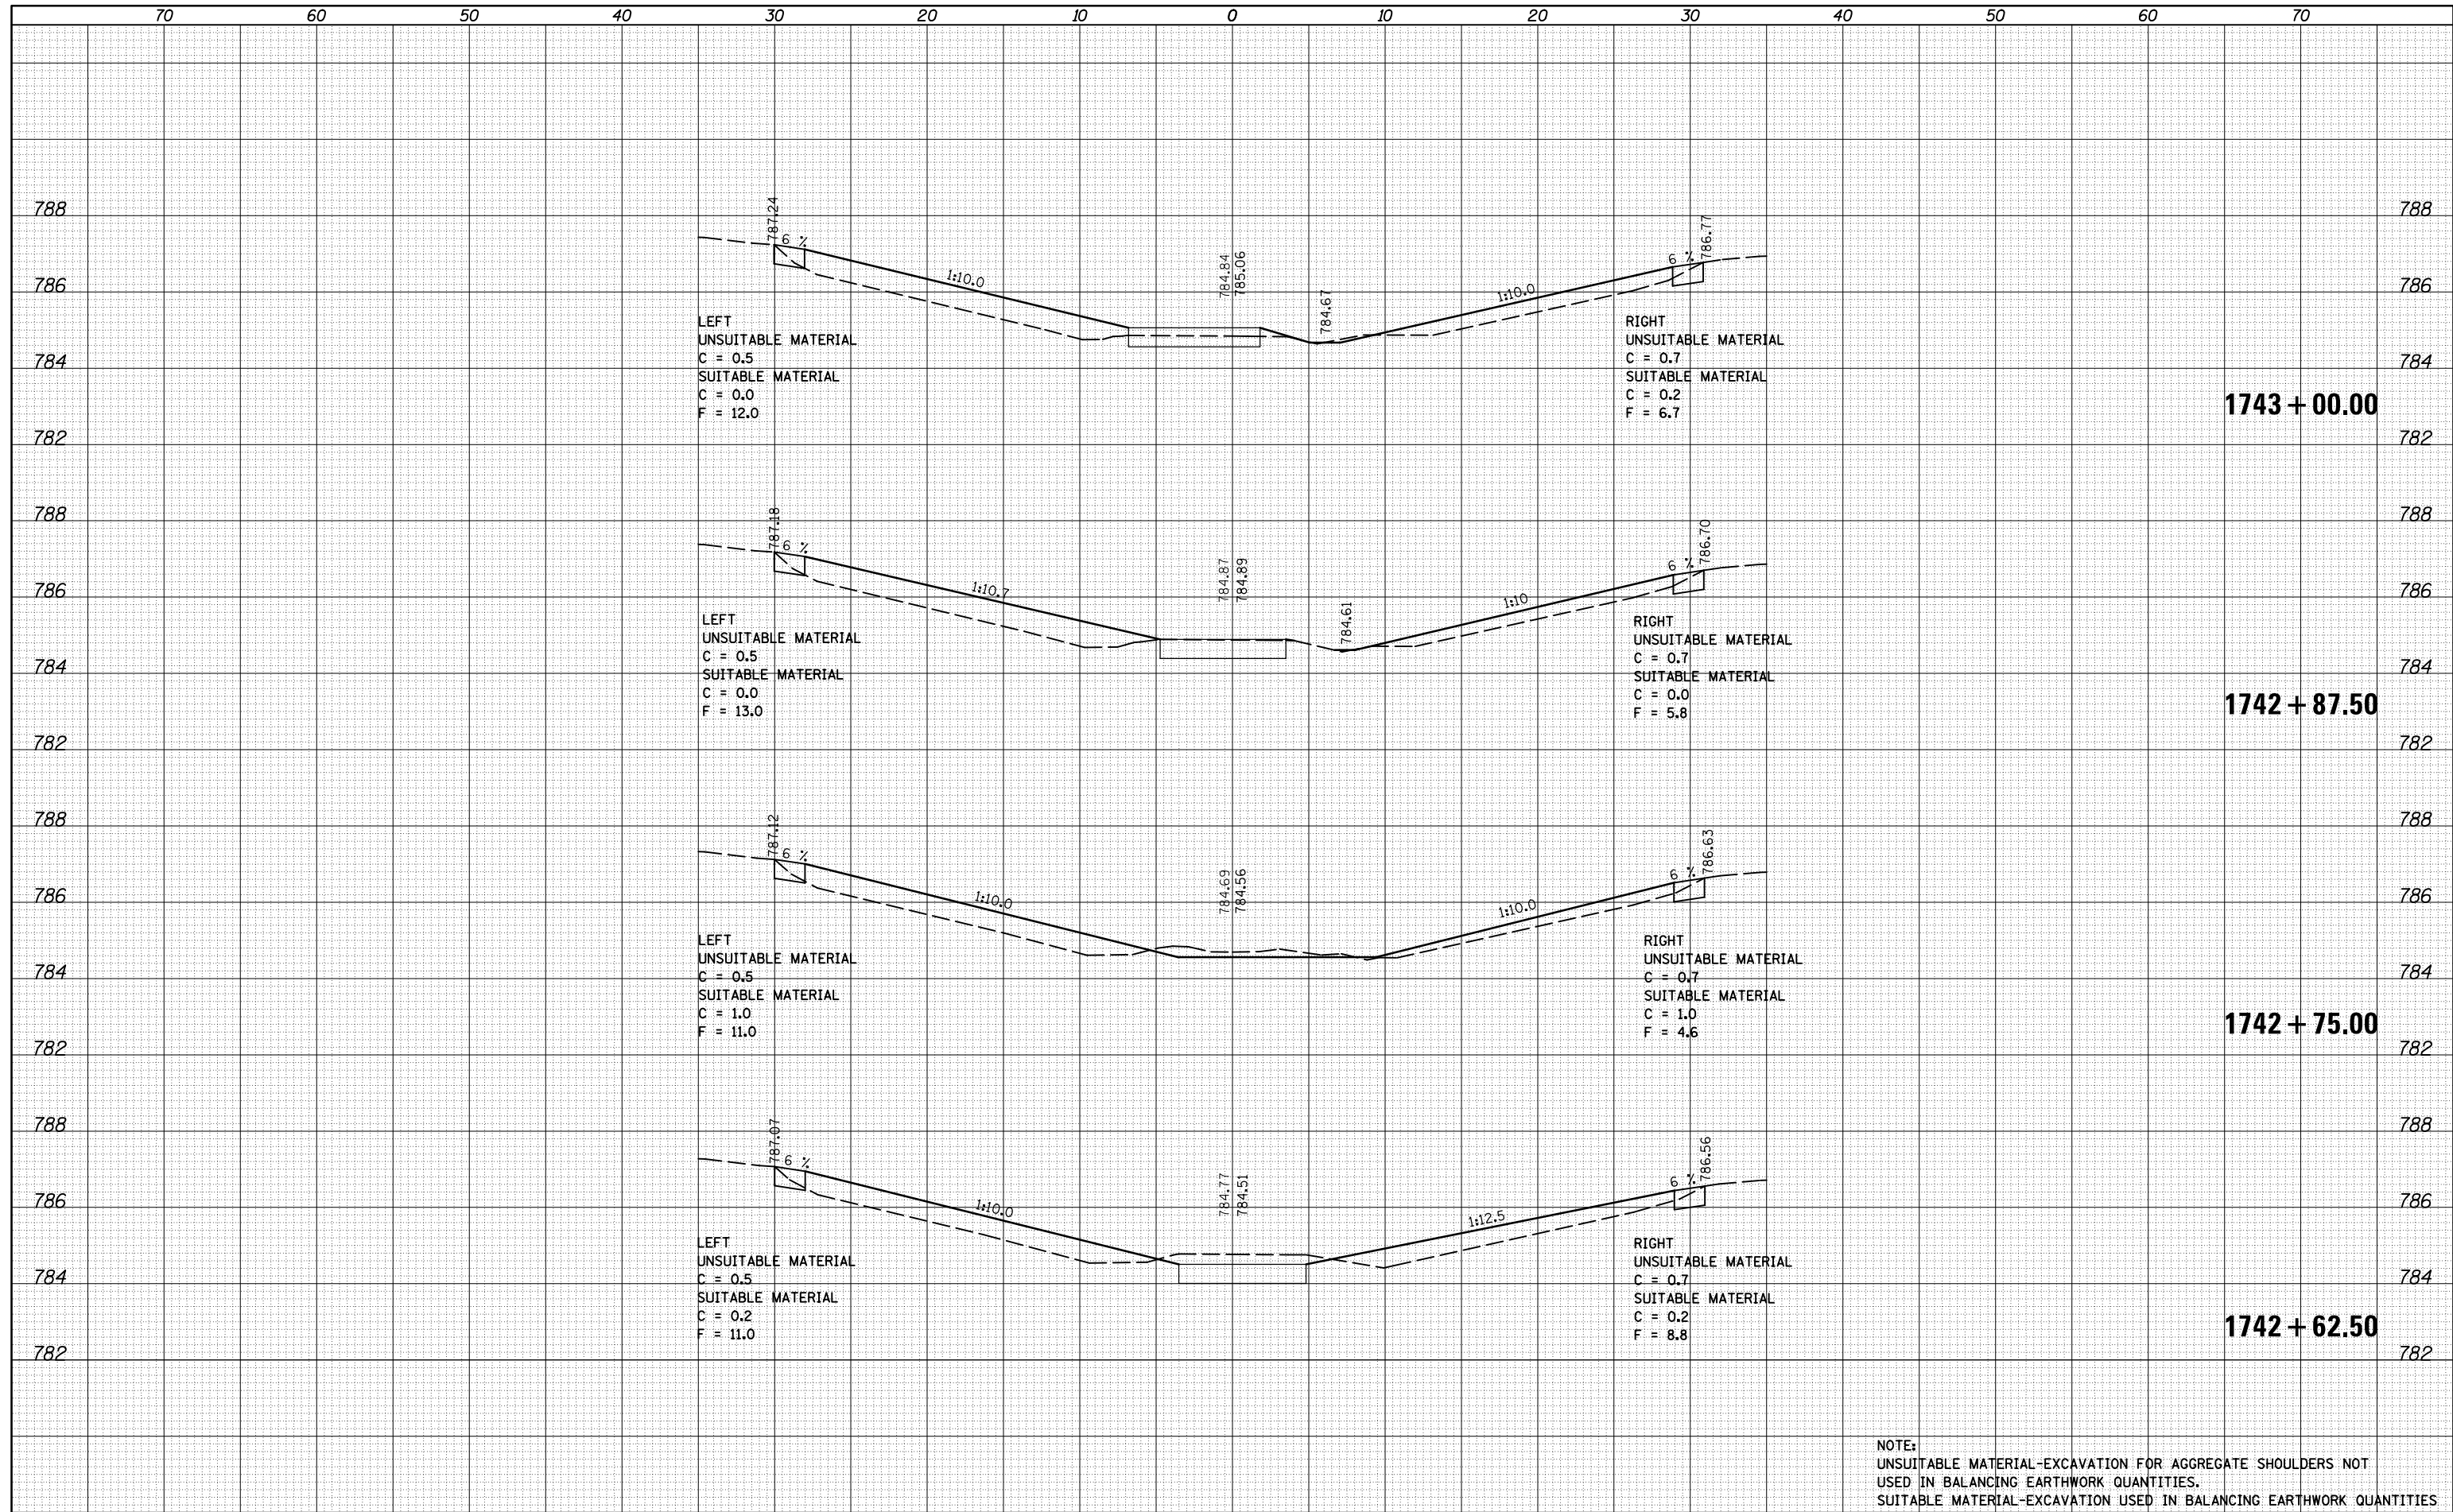 70 60 50 40 30 20 10 0 10 20 30 40 50 60 70
788 787.24 786.77 788
6 % 784.84 785.06 6 %
786 1:10.0 784.67 1:10.0 786
LEFT
UNSUITABLE MATERIAL
C = 0.5
SUITABLE MATERIAL
C = 0.0
F = 12.0
RIGHT
UNSUITABLE MATERIAL
C = 0.7
SUITABLE MATERIAL
C = 0.2
F = 6.7
784 784
1743 + 00.00
782 782
788 787.18 786.70 788
6 % 784.87 784.89 6 %
786 1:10.7 784.61 1:10 786
LEFT
UNSUITABLE MATERIAL
C = 0.5
SUITABLE MATERIAL
C = 0.0
F = 13.0
RIGHT
UNSUITABLE MATERIAL
C = 0.7
SUITABLE MATERIAL
C = 0.0
F = 5.8
784 784
1742 + 87.50
782 782
788 787.12 786.63 788
6 % 784.69 784.56 6 %
786 1:10.0 1:10.0 786
LEFT
UNSUITABLE MATERIAL
C = 0.5
SUITABLE MATERIAL
C = 1.0
F = 11.0
RIGHT
UNSUITABLE MATERIAL
C = 0.7
SUITABLE MATERIAL
C = 1.0
F = 4.6
784 784
1742 + 75.00
782 782
788 787.07 786.56 788
6 % 784.77 784.51 6 %
786 1:10.0 1:12.5 786
LEFT
UNSUITABLE MATERIAL
C = 0.5
SUITABLE MATERIAL
C = 0.2
F = 11.0
RIGHT
UNSUITABLE MATERIAL
C = 0.7
SUITABLE MATERIAL
C = 0.2
F = 8.8
784 784
1742 + 62.50
782 782
NOTE:
UNSUITABLE MATERIAL-EXCAVATION FOR AGGREGATE SHOULDERS NOT
USED IN BALANCING EARTHWORK QUANTITIES.
SUITABLE MATERIAL-EXCAVATION USED IN BALANCING EARTHWORK QUANTITIES